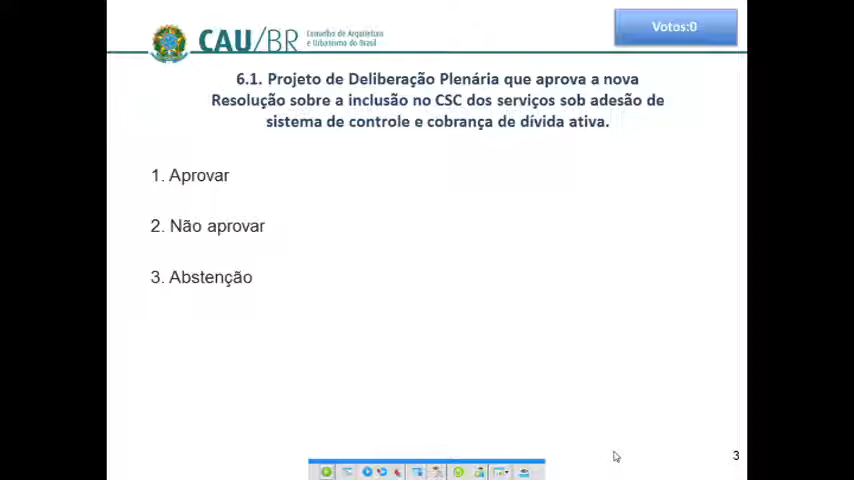 CAU/BR
Conselho de Arquitetura
e Urbanismo do Brasil
Votos:0
6.1. Projeto de Deliberação Plenária que aprova a nova
Resolução sobre a inclusão no CSC dos serviços sob adesão de
sistema de controle e cobrança de dívida ativa.
1. Aprovar
2. Não aprovar
3. Abstenção
3